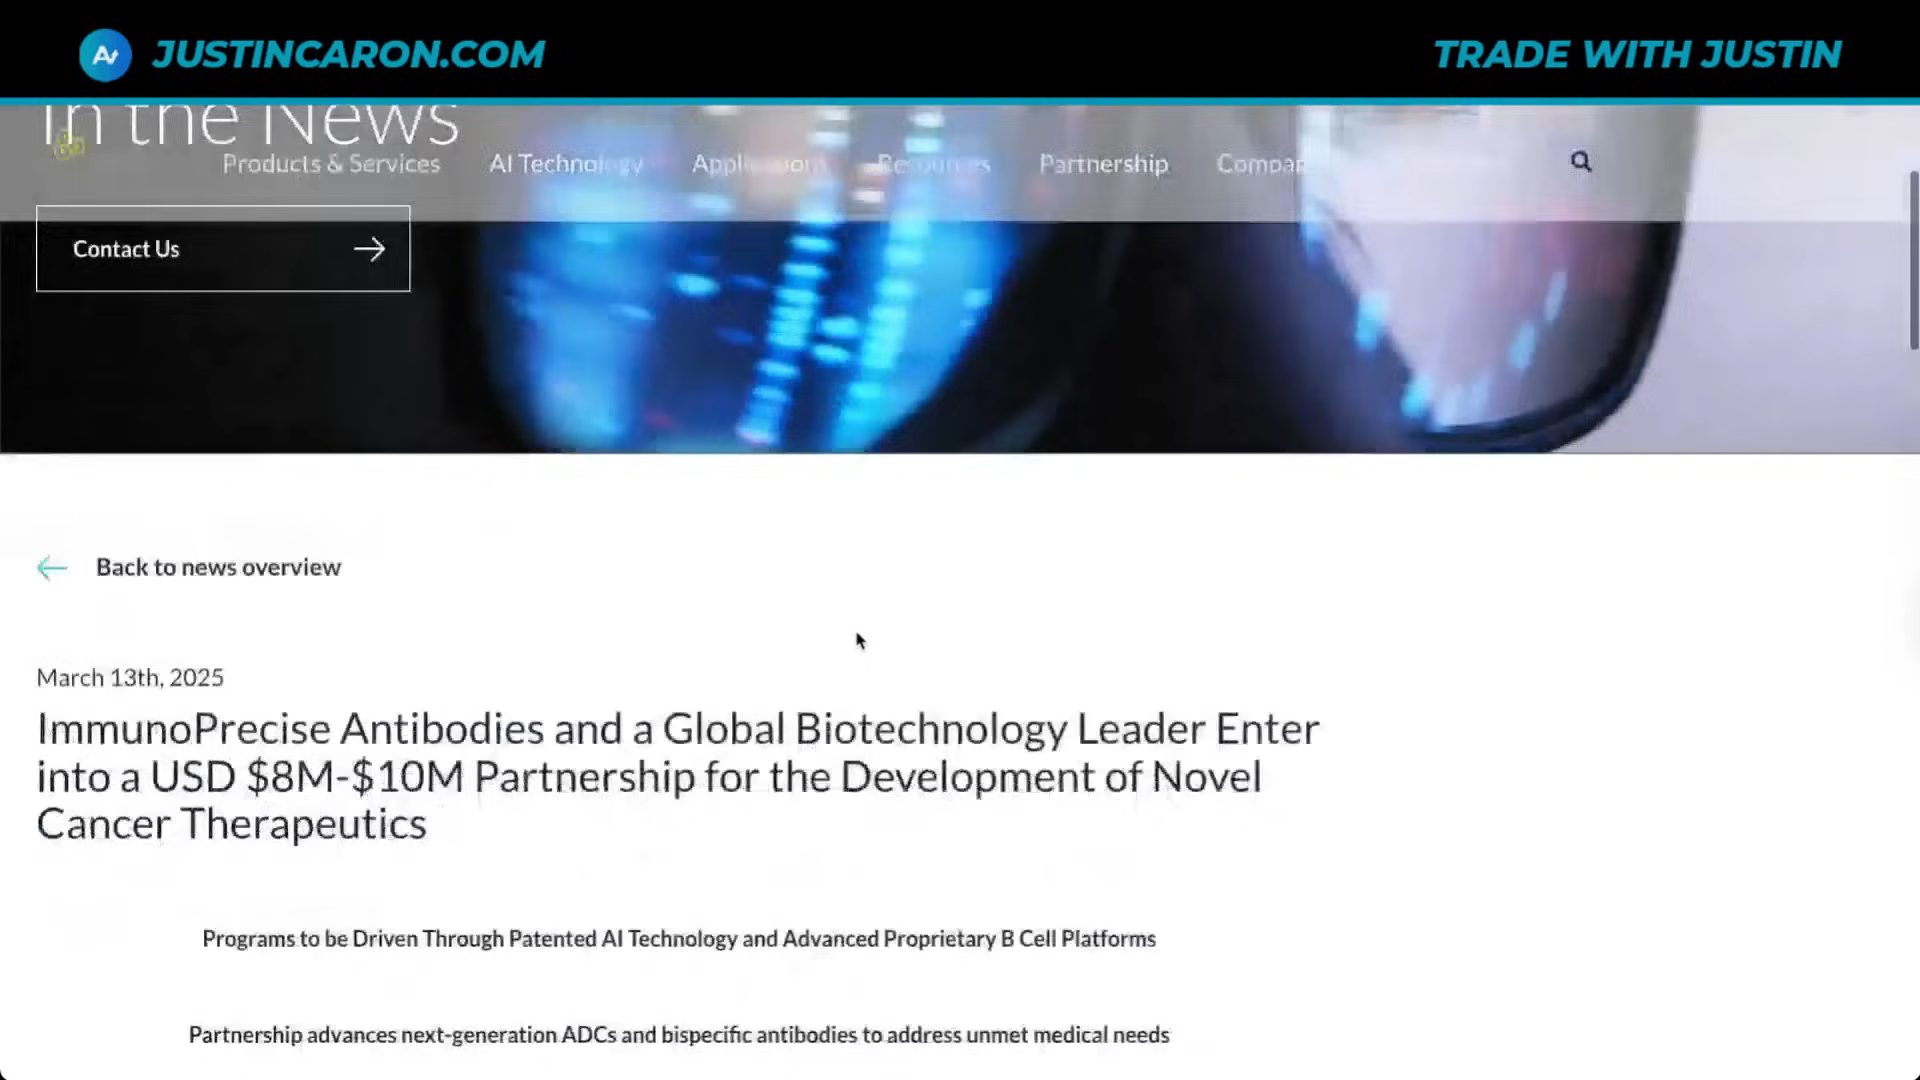 JUSTINCARON.COM
TRADE WITH JUSTIN
In the News
Products & Services
AI Technology
Applications
Resources
Partnership
Compan
Contact Us
Back to news overview
March 13th, 2025
ImmunoPrecise Antibodies and a Global Biotechnology Leader Enter
into a USD $8M-$10M Partnership for the Development of Novel
Cancer Therapeutics
Programs to be Driven Through Patented AI Technology and Advanced Proprietary B Cell Platforms
Partnership advances next-generation ADCs and bispecific antibodies to address unmet medical needs